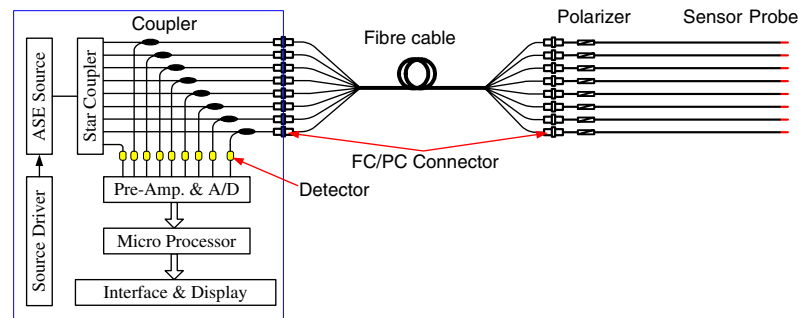 Coupler
Polarizer
Sensor Probe
Fibre cable
ASE Source
Star Coupler
FC/PC Connector
Detector
Pre-Amp. & A/D
Source Driver
Micro Processor
Interface & Display